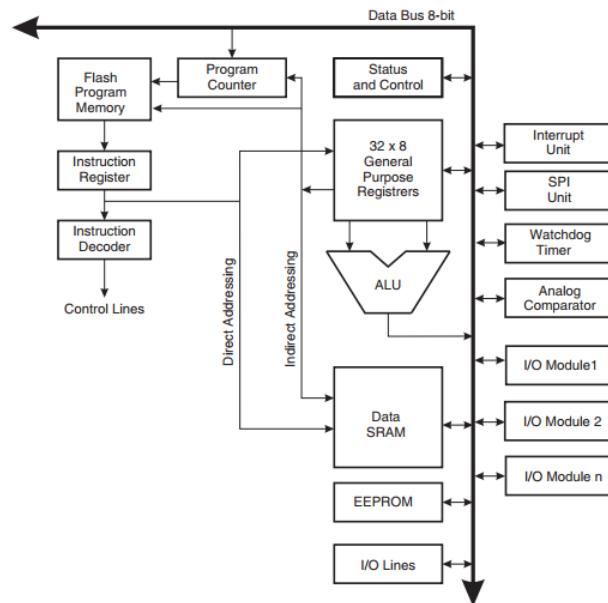 Data Bus 8-bit
Flash
Program
Memory
Program
Counter
Status
and Control
Instruction
Register
32 x 8
General
Purpose
Registrers
Interrupt
Unit
SPI
Unit
Instruction
Decoder
Watchdog
Timer
Control Lines
Direct Addressing
Indirect Addressing
ALU
Analog
Comparator
I/O Module1
Data
SRAM
I/O Module 2
I/O Module n
EEPROM
I/O Lines